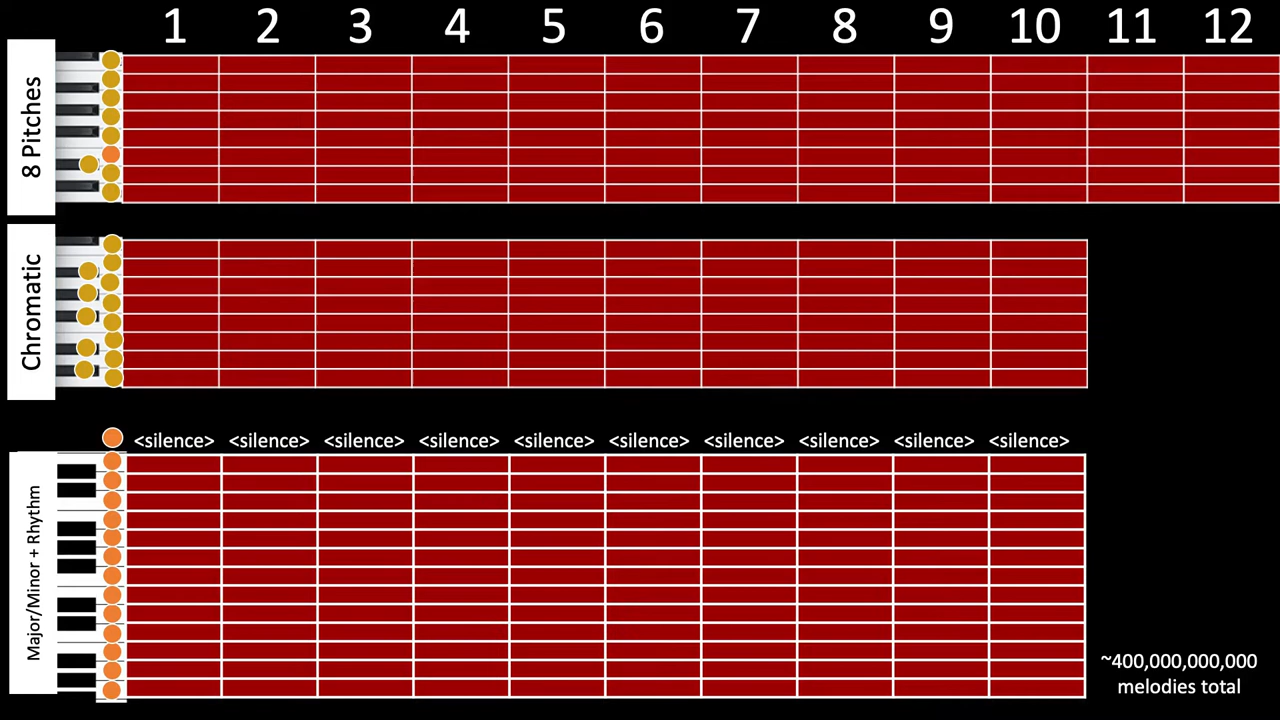 1 2 3 4 5 6 7 8 9 10 11 12
8 Pitches
Chromatic
<silence> <silence> <silence> <silence> <silence> <silence> <silence> <silence> <silence> <silence>
Major/Minor + Rhythm
~400,000,000,000
melodies total